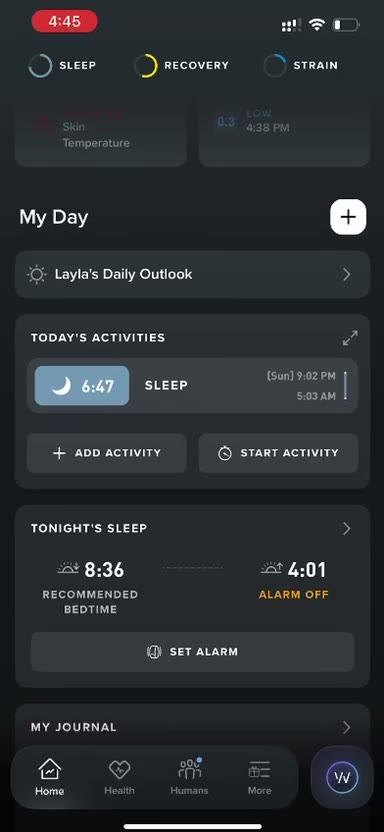 4:45
SLEEP
RECOVERY
STRAIN
Skin
Temperature
0.3
LOW
4:38 PM
My Day
Layla's Daily Outlook
TODAY'S ACTIVITIES
6:47
SLEEP
[Sun] 9:02 PM
5:03 AM
ADD ACTIVITY
START ACTIVITY
TONIGHT'S SLEEP
8:36
4:01
RECOMMENDED
BEDTIME
ALARM OFF
SET ALARM
MY JOURNAL
Home
Health
Humans
More
W